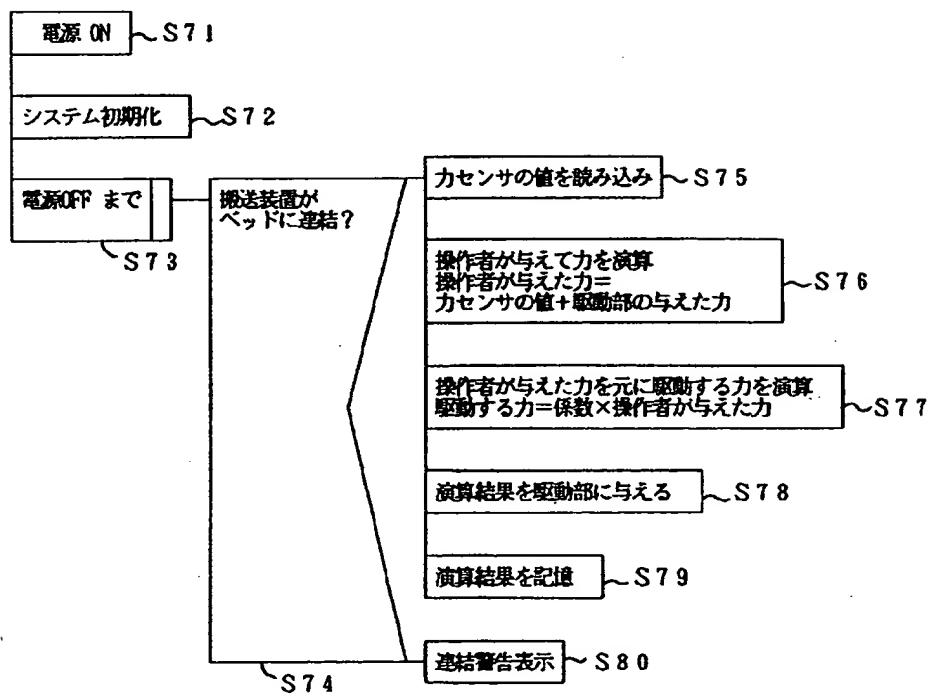 電源 ON
S71
システム初期化
S72
電源OFF まで
S73
搬送装置が
ベッドに連結?
S74
力センサの値を読み込み
S75
操作者が与えて力を演算
操作者が与えた力=
力センサの値+駆動部の与えた力
S76
操作者が与えた力を元に駆動する力を演算
駆動する力=係数×操作者が与えた力
S77
演算結果を駆動部に与える
S78
演算結果を記憶
S79
連結警告表示
S80